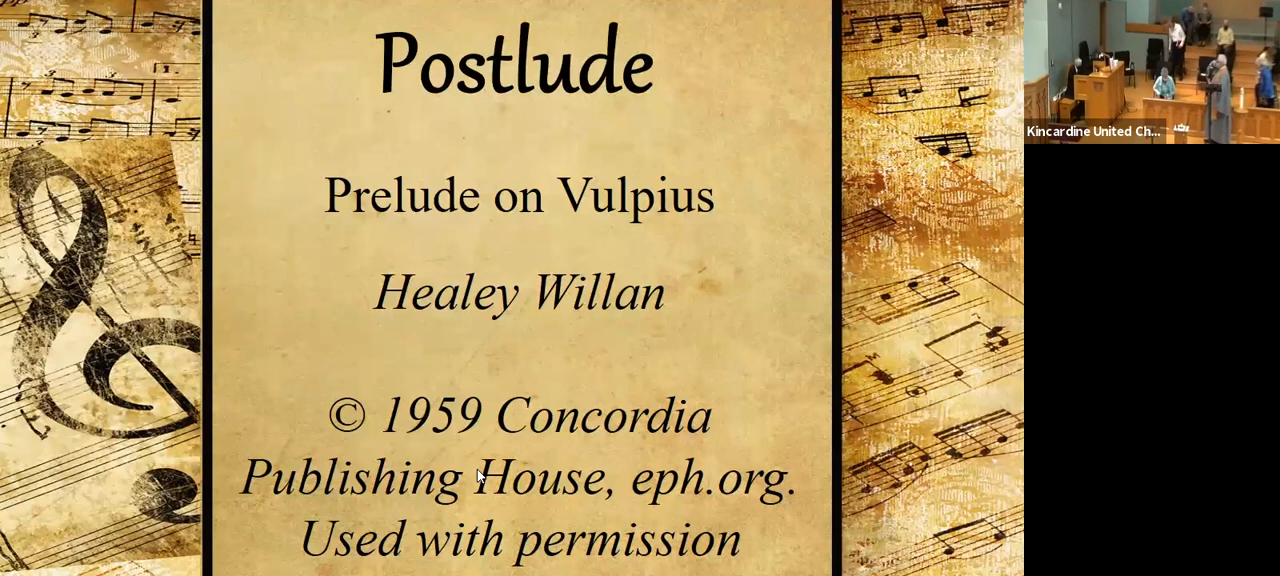 Postlude
Prelude on Vulpius
Healey Willan
© 1959 Concordia
Publishing House, eph.org.
Used with permission
Kincardine United Ch...